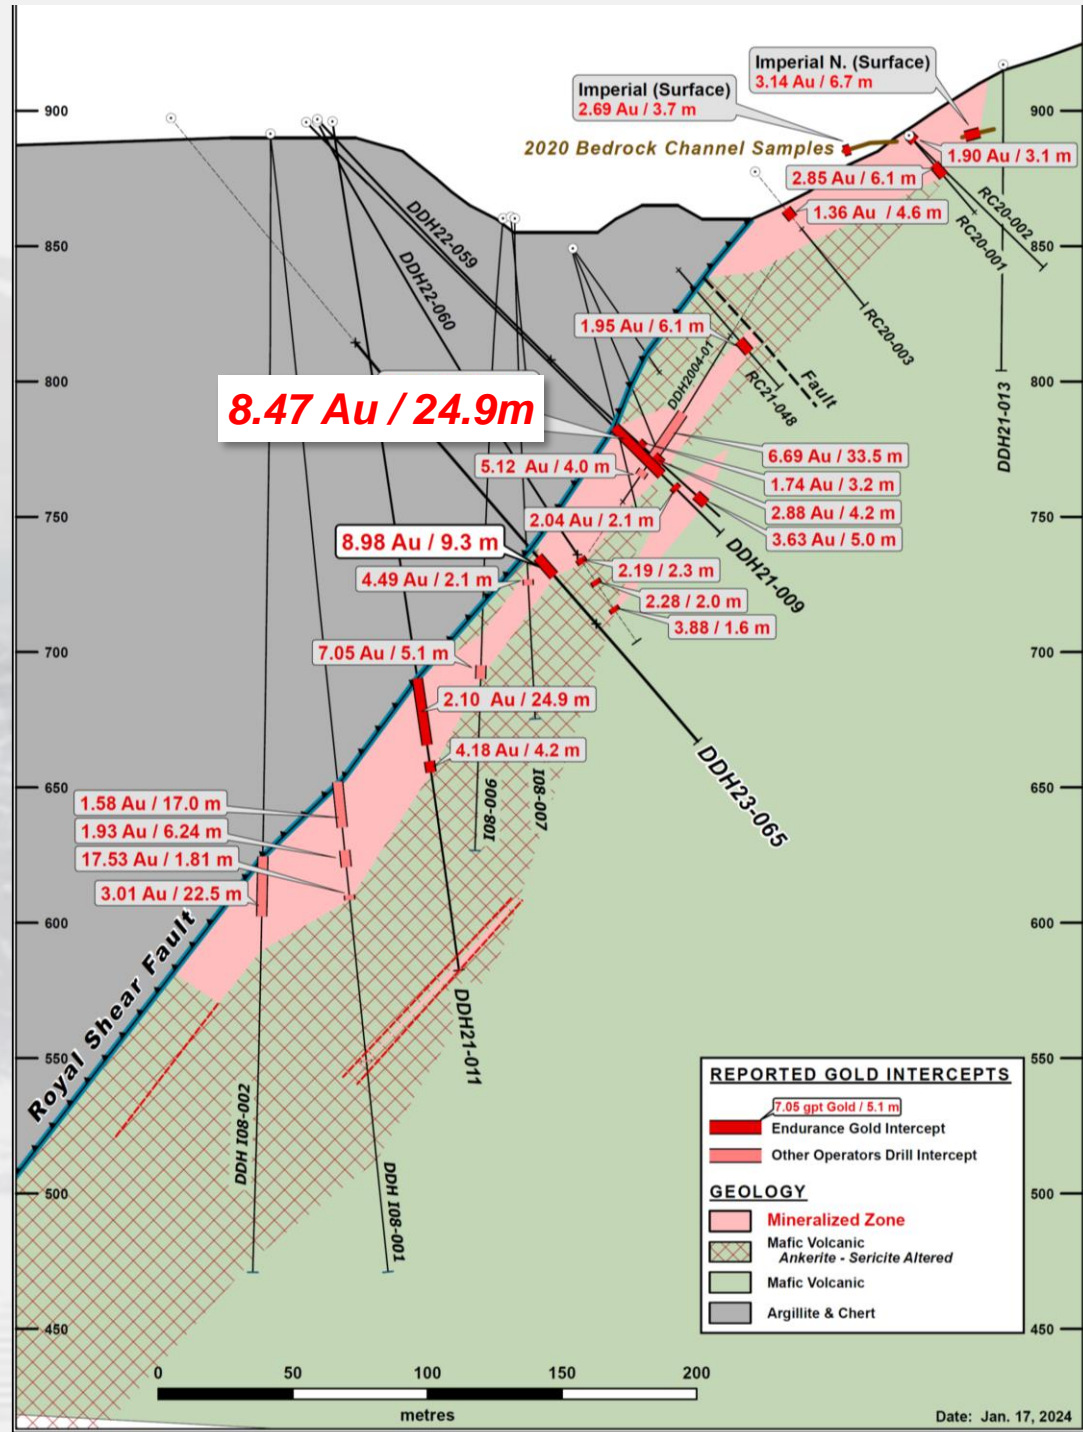 Imperial N. (Surface)
3.14 Au / 6.7 m
Imperial (Surface)
2.69 Au / 3.7 m
900
900
2020 Bedrock Channel Samples
1.90 Au / 3.1 m
2.85 Au / 6.1 m
RC20-002
1.36 Au / 4.6 m
RC20-001
DDH22-059
850
850
DDH22-060
1.95 Au / 6.1 m
RC20-003
DDH2004-01
Fault
800
800
RC21-048
DDH21-013
8.47 Au / 24.9m
6.69 Au / 33.5 m
5.12 Au / 4.0 m
1.74 Au / 3.2 m
2.88 Au / 4.2 m
2.04 Au / 2.1 m
750
750
3.63 Au / 5.0 m
8.98 Au / 9.3 m
DDH21-009
4.49 Au / 2.1 m
2.19 / 2.3 m
2.28 / 2.0 m
3.88 / 1.6 m
700
700
7.05 Au / 5.1 m
2.10 Au / 24.9 m
4.18 Au / 4.2 m
DDH23-065
650
650
I08-006
I08-007
1.58 Au / 17.0 m
1.93 Au / 6.24 m
17.53 Au / 1.81 m
3.01 Au / 22.5 m
600
600
Royal Shear Fault
DDH21-011
550
550
DDH I08-002
DDH I08-001
500
500
450
450
REPORTED GOLD INTERCEPTS
7.05 gpt Gold / 5.1 m
Endurance Gold Intercept
Other Operators Drill Intercept
GEOLOGY
Mineralized Zone
Mafic Volcanic
Ankerite - Sericite Altered
Mafic Volcanic
Argillite & Chert
0 50 100 150 200
metres
Date: Jan. 17, 2024